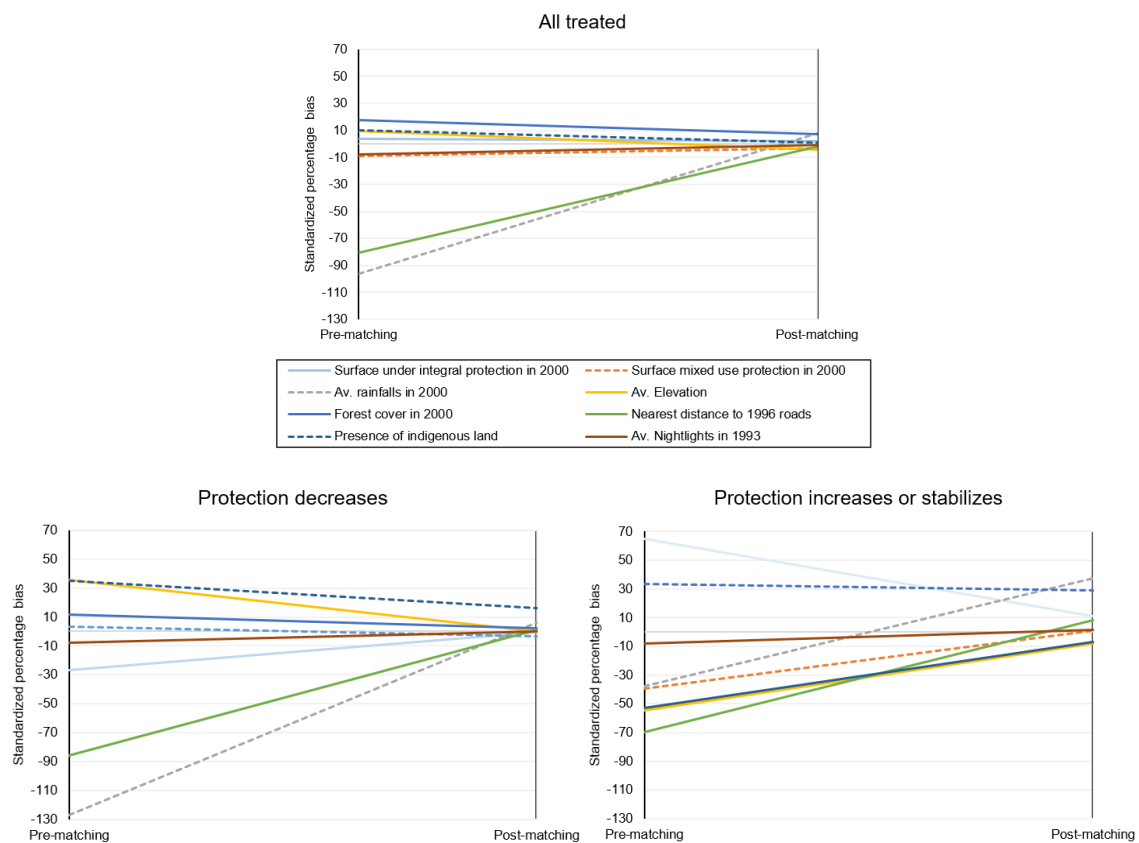 All treated
Standardized percentage bias
70
50
30
10
-10
-30
-50
-70
-90
-110
-130
Pre-matching Post-matching
Surface under integral protection in 2000 Surface mixed use protection in 2000
Av. rainfalls in 2000 Av. Elevation
Forest cover in 2000 Nearest distance to 1996 roads
Presence of indigenous land Av. Nightlights in 1993
Protection decreases
Standardized percentage bias
70
50
30
10
-10
-30
-50
-70
-90
-110
-130
Pre-matching Post-matching
Protection increases or stabilizes
Standardized percentage bias
70
50
30
10
-10
-30
-50
-70
-90
-110
-130
Pre-matching Post-matching